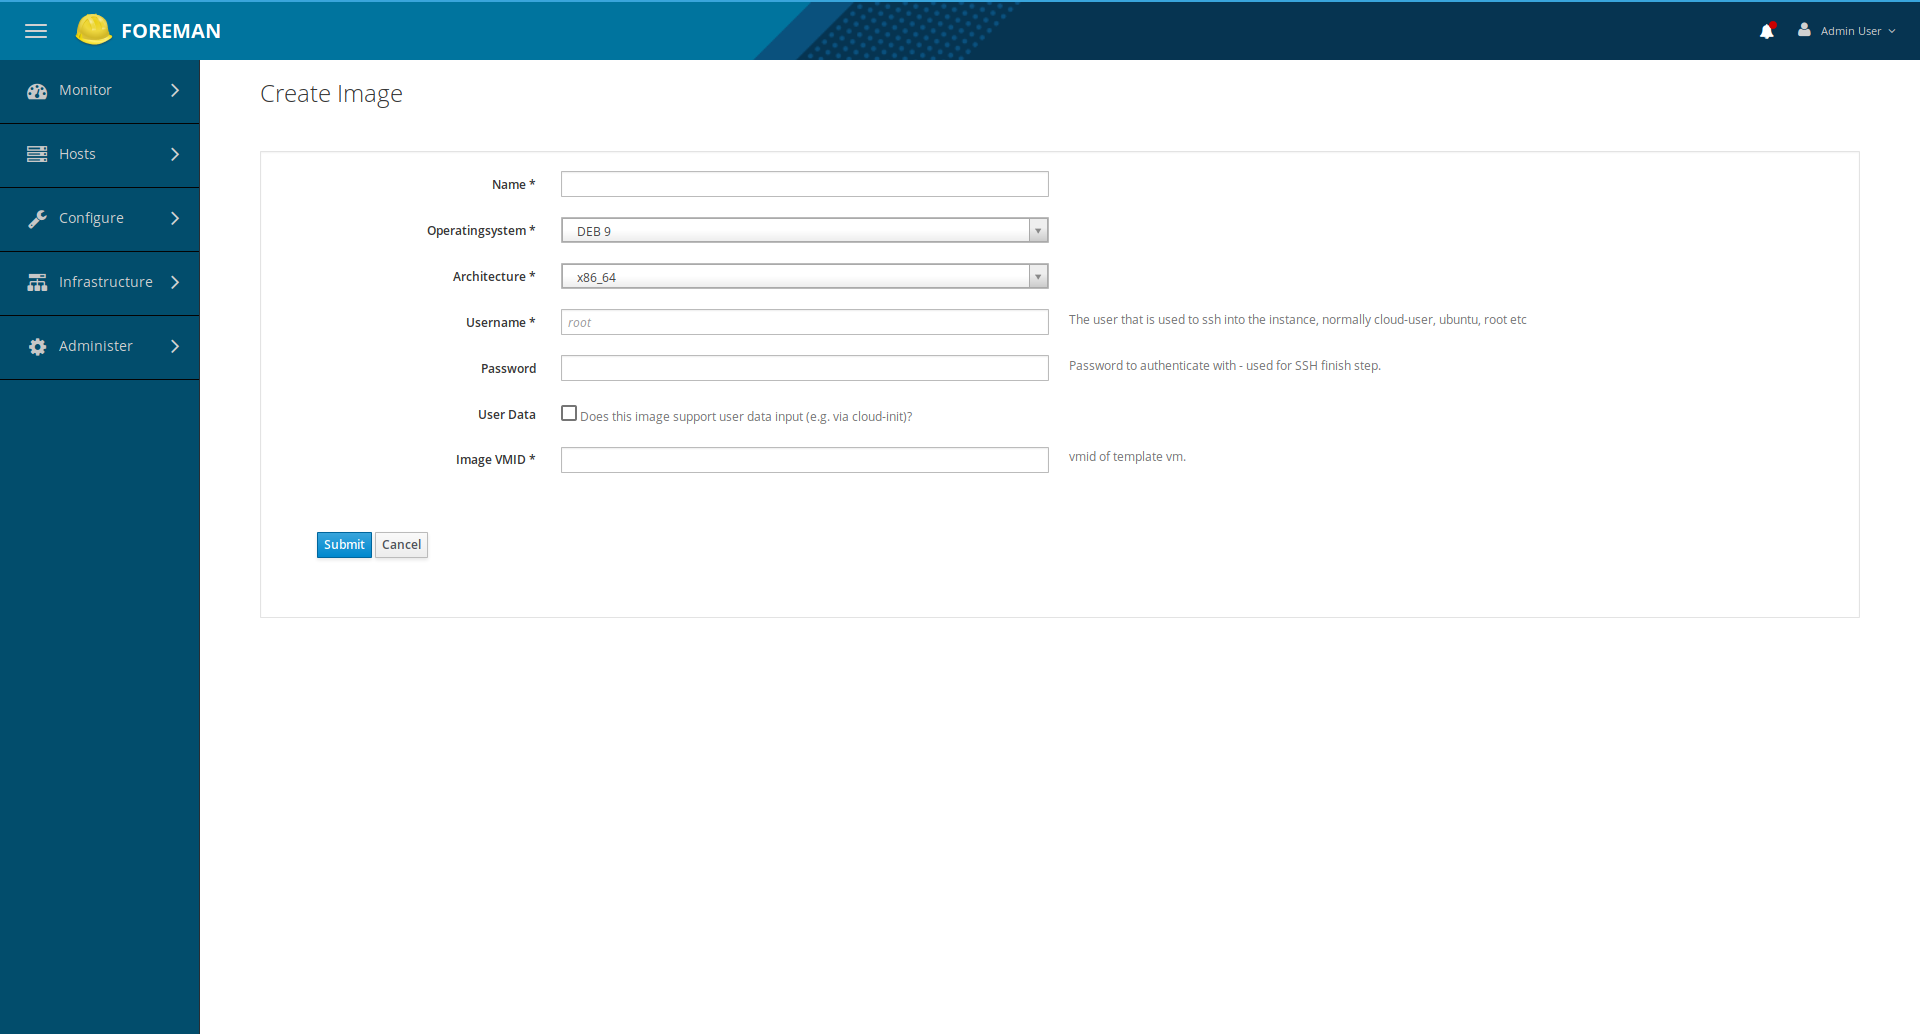 FOREMAN
Admin User
Monitor
Hosts
Configure
Infrastructure
Administer
Create Image
Name *
Operatingsystem * DEB 9
Architecture * x86_64
Username * root The user that is used to ssh into the instance, normally cloud-user, ubuntu, root etc
Password Password to authenticate with - used for SSH finish step.
User Data Does this image support user data input (e.g. via cloud-init)?
Image VMID * vmid of template vm.
Submit Cancel